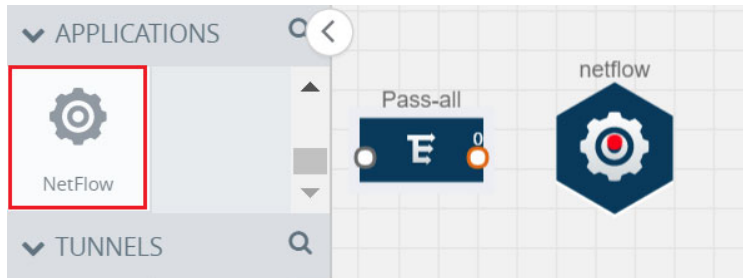 APPLICATIONS
NetFlow
TUNNELS
Pass-all
0
netflow